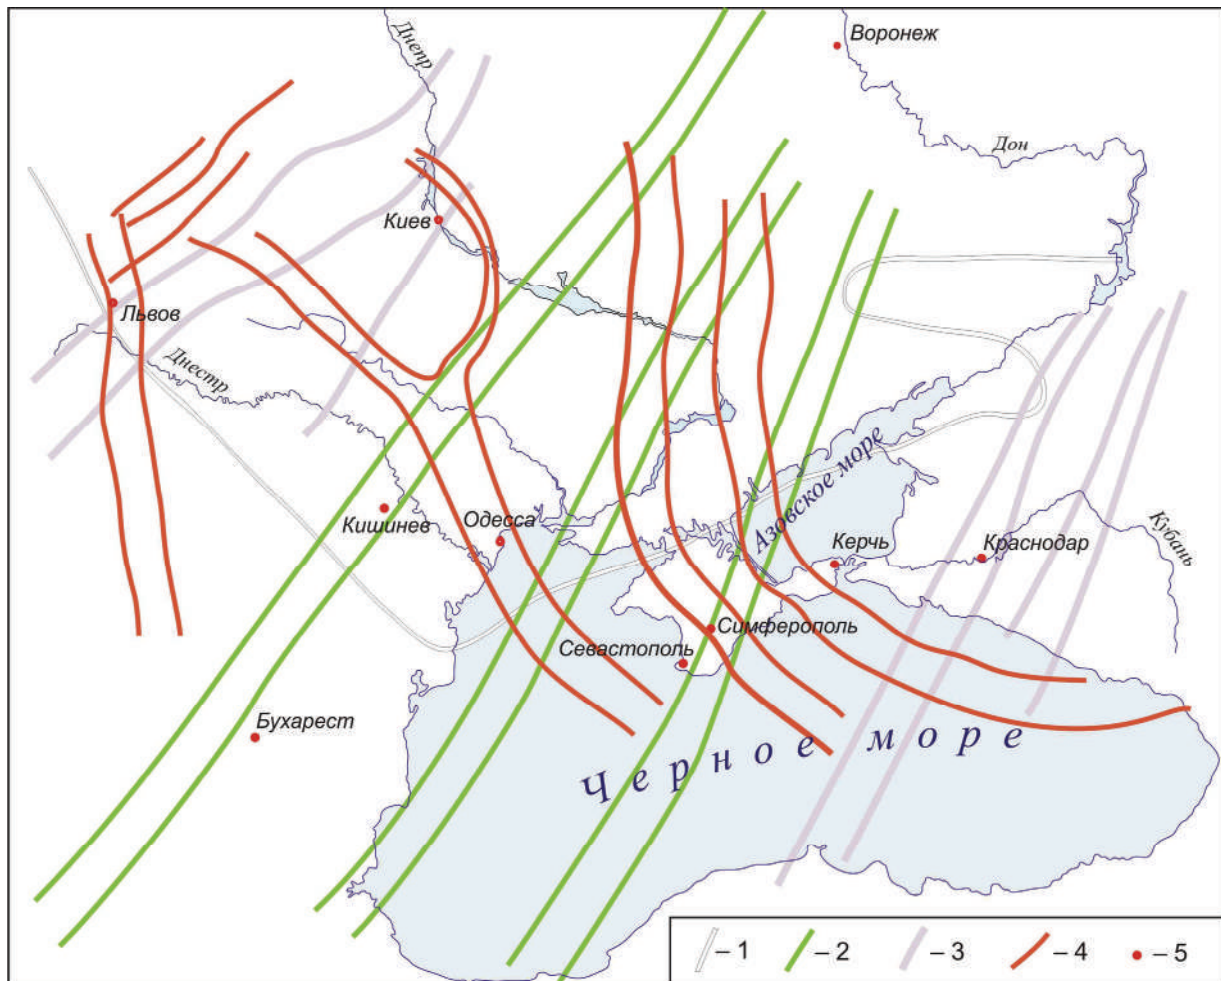 Воронеж
Днепр
Дон
Киев
Львов
Днестр
Азовское море
Кишинев
Одесса
Керчь
Краснодар
Кубань
Симферополь
Севастополь
Бухарест
Черное море
– 1
– 2
– 3
– 4
– 5